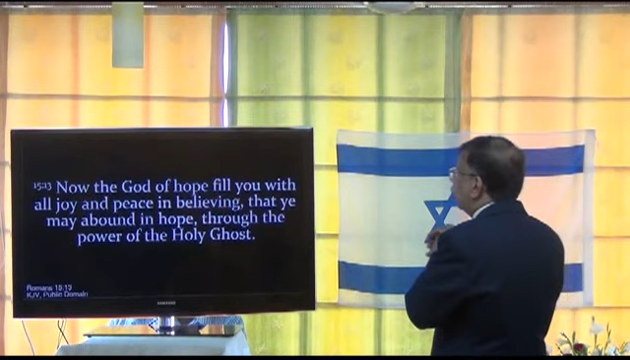 15:13 Now the God of hope fill you with
all joy and peace in believing, that ye
may abound in hope, through the
power of the Holy Ghost.
Romans 15:13
KJV, Public Domain
SAMSUNG